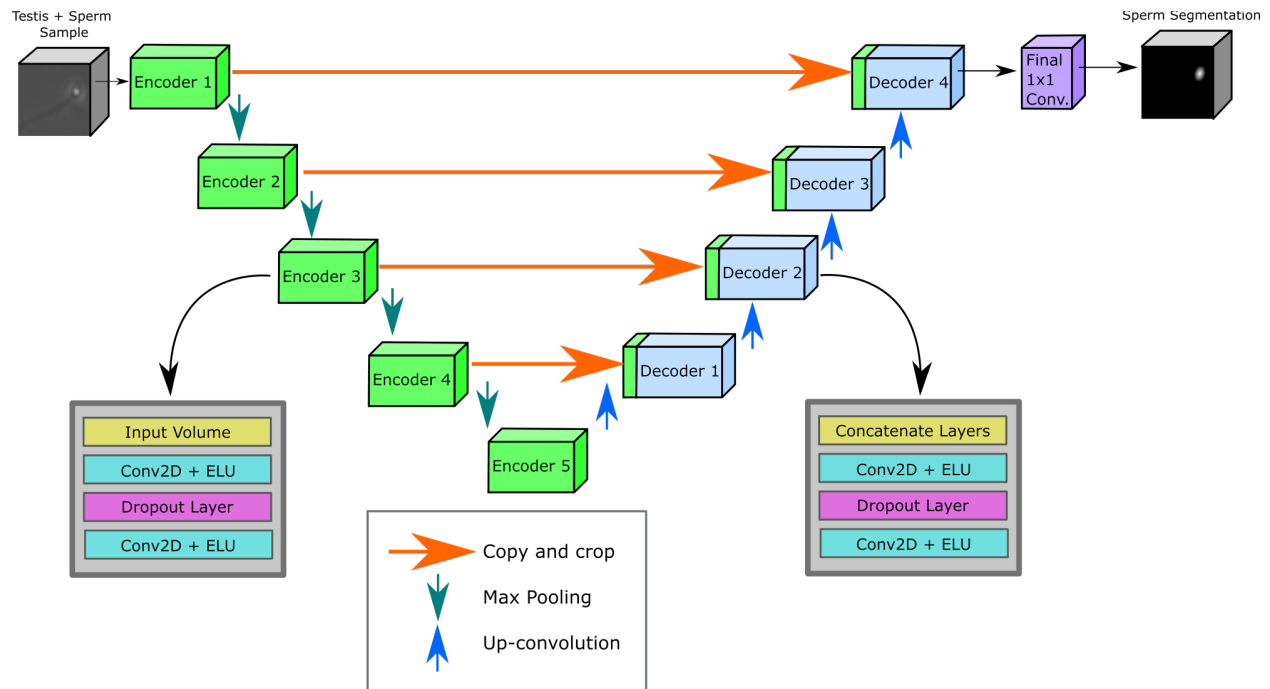 Testis + Sperm
Sample
Sperm Segmentation
Encoder 1
Decoder 4
Final
1x1
Conv.
Encoder 2
Decoder 3
Encoder 3
Decoder 2
Encoder 4
Decoder 1
Encoder 5
Input Volume
Conv2D + ELU
Dropout Layer
Conv2D + ELU
Concatenate Layers
Conv2D + ELU
Dropout Layer
Conv2D + ELU
Copy and crop
Max Pooling
Up-convolution